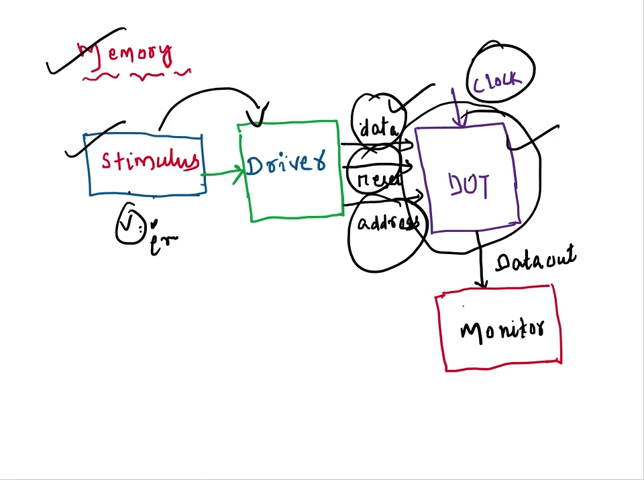 Memory
clock
data
Stimulus
Driver
reset
DUT
address
Dataout
Monitor